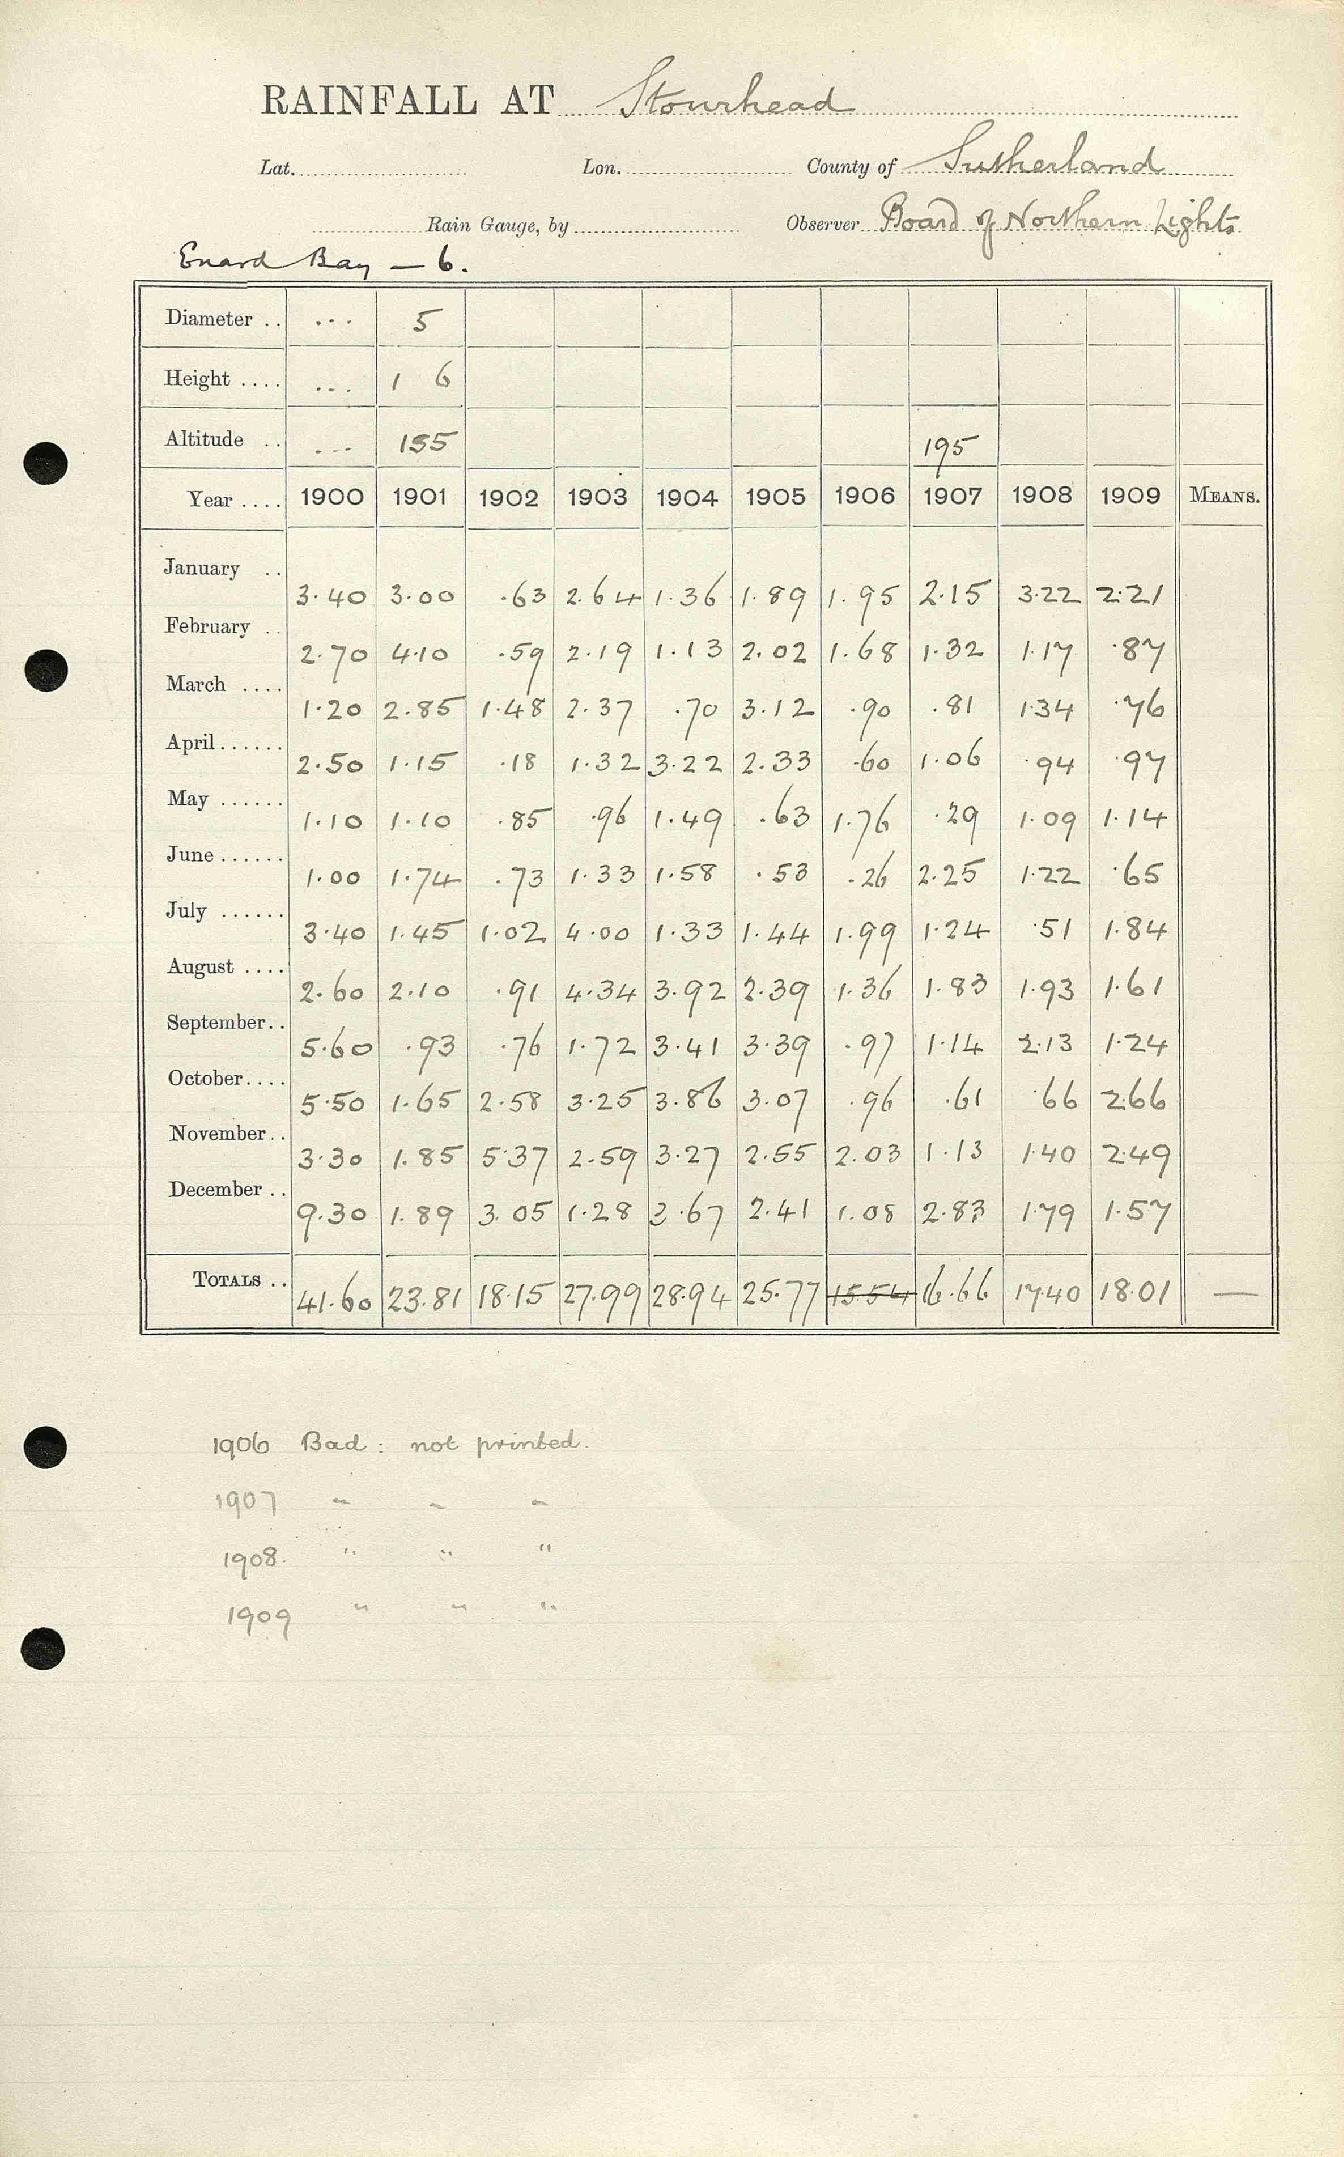 RAINFALL AT Stourhead
Lat. Lon. County of Sutherland
Rain Gauge, by Observer Board of Northern Lights
Enard Bay — 6.
Diameter .. ... 5
Height .... ... 1 6
Altitude .. ... 155 195
Year .... 1900 1901 1902 1903 1904 1905 1906 1907 1908 1909 MEANS.
January .. 3.40 3.00 .63 2.64 1.36 1.89 1.95 2.15 3.22 2.21
February .. 2.70 4.10 .59 2.19 1.13 2.02 1.68 1.32 1.17 .87
March .... 1.20 2.85 1.48 2.37 .70 3.12 .90 .81 1.34 .76
April ...... 2.50 1.15 .18 1.32 3.22 2.33 .60 1.06 .94 .97
May ...... 1.10 1.10 .85 .96 1.49 .63 1.76 .29 1.09 1.14
June ...... 1.00 1.74 .73 1.33 1.58 .53 .26 2.25 1.22 .65
July ...... 3.40 1.45 1.02 4.00 1.33 1.44 1.99 1.24 .51 1.84
August .... 2.60 2.10 .91 4.34 3.92 2.39 1.36 1.83 1.93 1.61
September .. 5.60 .93 .76 1.72 3.41 3.39 .97 1.14 2.13 1.24
October .... 5.50 1.65 2.58 3.25 3.86 3.07 .96 .61 .66 2.66
November .. 3.30 1.85 5.37 2.59 3.27 2.55 2.03 1.13 1.40 2.49
December .. 9.30 1.89 3.05 1.28 3.67 2.41 1.08 2.83 1.79 1.57
TOTALS .. 41.60 23.81 18.15 27.99 28.94 25.77 15.54 16.66 17.40 18.01 —
1906 Bad : not printed.
1907 " " "
1908. " " "
1909 " " "